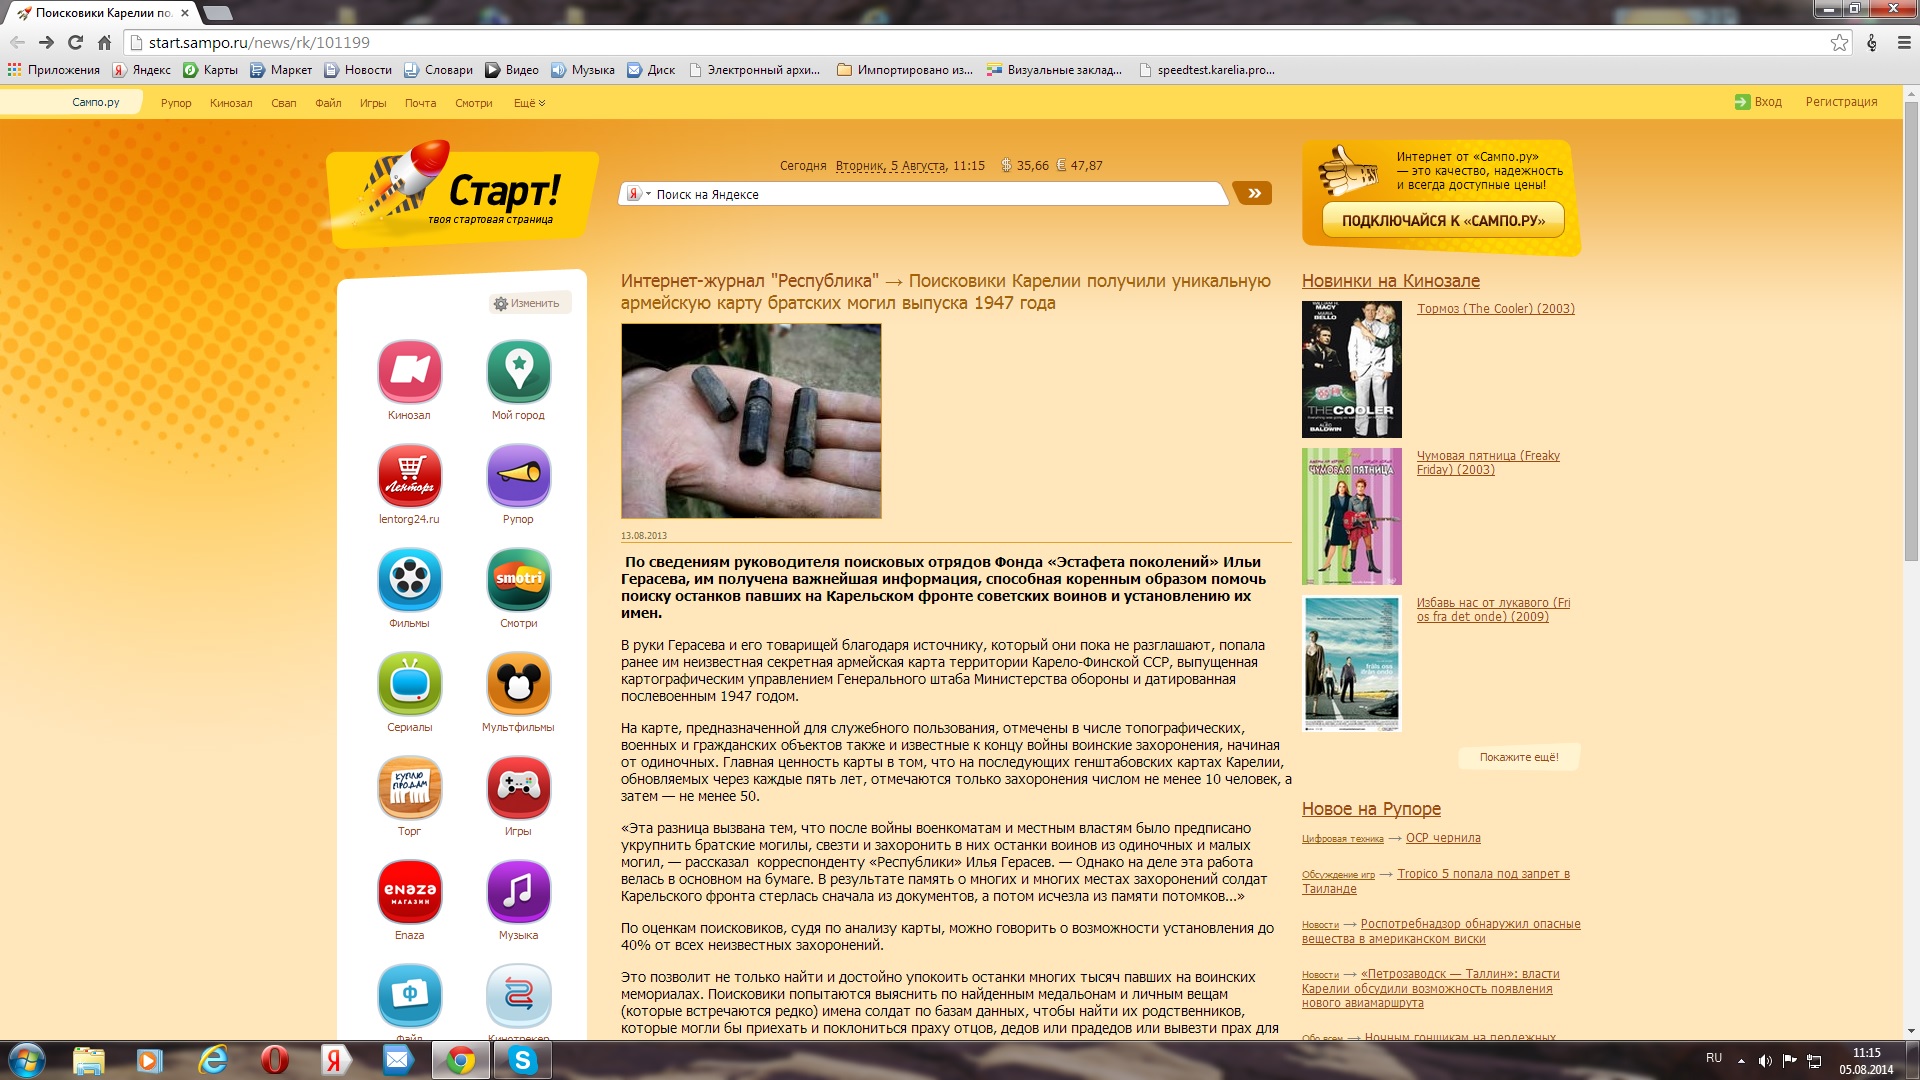 Поисковики Карелии по
start.sampo.ru/news/rk/101199
Приложения Яндекс Карты Маркет Новости Словари Видео Музыка Диск Электронный архи... Импортировано из... Визуальные заклад... speedtest.karelia.pro...
Сампо.ру Рупор Кинозал Свап Файл Игры Почта Смотри Ещё Вход Регистрация
Старт!
твоя стартовая страница
Сегодня Вторник, 5 Августа, 11:15 $ 35,66 € 47,87
Поиск на Яндексе
Интернет от «Сампо.ру»
— это качество, надежность
и всегда доступные цены!
ПОДКЛЮЧАЙСЯ К «САМПО.РУ»
Изменить
Кинозал Мой город
Ленторг
lentorg24.ru Рупор
smotri
Фильмы Смотри
Сериалы Мультфильмы
КУПЛЮ
ПРОДАМ
Торг Игры
enaza
МАГАЗИН
Enaza Музыка
Ф
Файл Кинотрекер
Интернет-журнал "Республика" → Поисковики Карелии получили уникальную
армейскую карту братских могил выпуска 1947 года
13.08.2013
По сведениям руководителя поисковых отрядов Фонда «Эстафета поколений» Ильи
Герасева, им получена важнейшая информация, способная коренным образом помочь
поиску останков павших на Карельском фронте советских воинов и установлению их
имен.
В руки Герасева и его товарищей благодаря источнику, который они пока не разглашают, попала
ранее им неизвестная секретная армейская карта территории Карело-Финской ССР, выпущенная
картографическим управлением Генерального штаба Министерства обороны и датированная
послевоенным 1947 годом.
На карте, предназначенной для служебного пользования, отмечены в числе топографических,
военных и гражданских объектов также и известные к концу войны воинские захоронения, начиная
от одиночных. Главная ценность карты в том, что на последующих генштабовских картах Карелии,
обновляемых через каждые пять лет, отмечаются только захоронения числом не менее 10 человек, а
затем — не менее 50.
«Эта разница вызвана тем, что после войны военкоматам и местным властям было предписано
укрупнить братские могилы, свезти и захоронить в них останки воинов из одиночных и малых
могил, — рассказал корреспонденту «Республики» Илья Герасев. — Однако на деле эта работа
велась в основном на бумаге. В результате память о многих и многих местах захоронений солдат
Карельского фронта стерлась сначала из документов, а потом исчезла из памяти потомков...»
По оценкам поисковиков, судя по анализу карты, можно говорить о возможности установления до
40% от всех неизвестных захоронений.
Это позволит не только найти и достойно упокоить останки многих тысяч павших на воинских
мемориалах. Поисковики попытаются выяснить по найденным медальонам и личным вещам
(которые встречаются редко) имена солдат по базам данных, чтобы найти их родственников,
которые могли бы приехать и поклониться праху отцов, дедов или прадедов или вывезти прах для
Новинки на Кинозале
WILLIAM H.
MACY
MARIA
BELLO
THE COOLER
ALEC
BALDWIN
Тормоз (The Cooler) (2003)
ЧУМОВАЯ ПЯТНИЦА
Чумовая пятница (Freaky
Friday) (2003)
Избавь нас от лукавого (Fri
os fra det onde) (2009)
Покажите ещё!
Новое на Рупоре
Цифровая техника → ОСР чернила
Обсуждение игр → Tropico 5 попала под запрет в
Таиланде
Новости → Роспотребнадзор обнаружил опасные
вещества в американском виски
Новости → «Петрозаводск — Таллин»: власти
Карелии обсудили возможность появления
нового авиамаршрута
Обо всем → Ночным гонщикам на передних
RU 11:15
05.08.2014